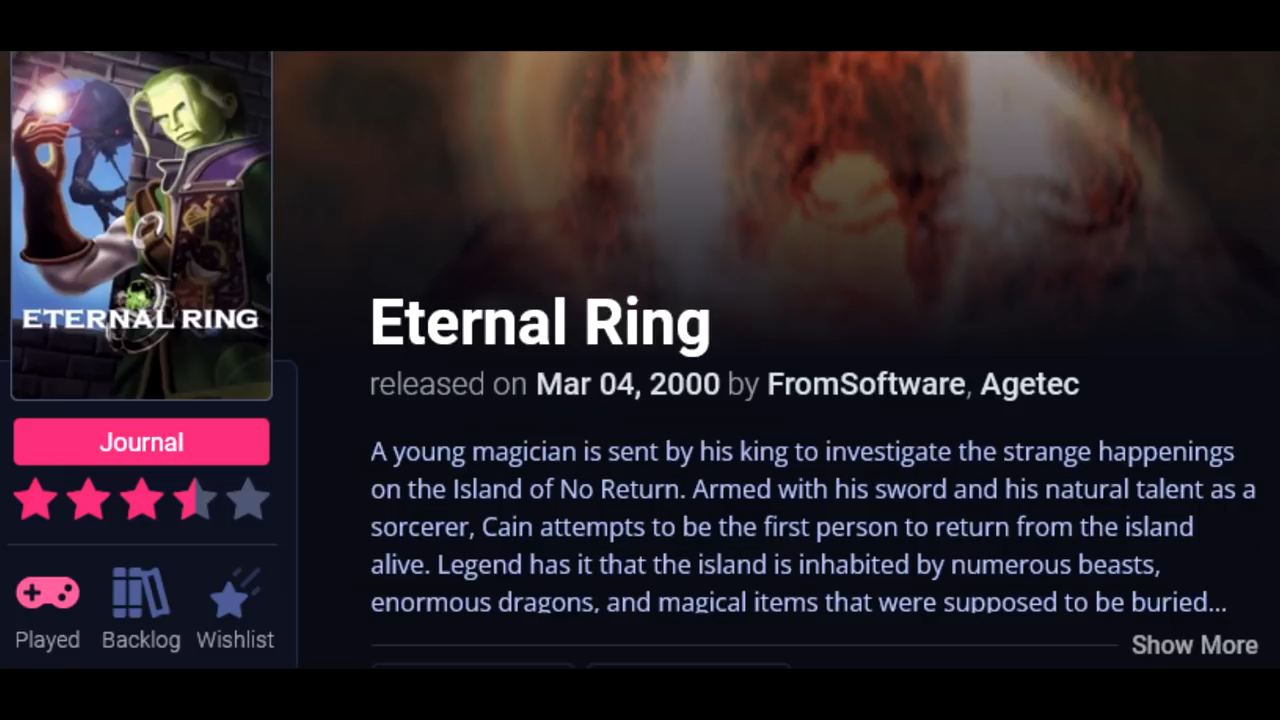 ETERNAL RING
Eternal Ring
released on Mar 04, 2000 by FromSoftware, Agetec
Journal
A young magician is sent by his king to investigate the strange happenings
on the Island of No Return. Armed with his sword and his natural talent as a
sorcerer, Cain attempts to be the first person to return from the island
alive. Legend has it that the island is inhabited by numerous beasts,
enormous dragons, and magical items that were supposed to be buried...
Played Backlog Wishlist
Show More